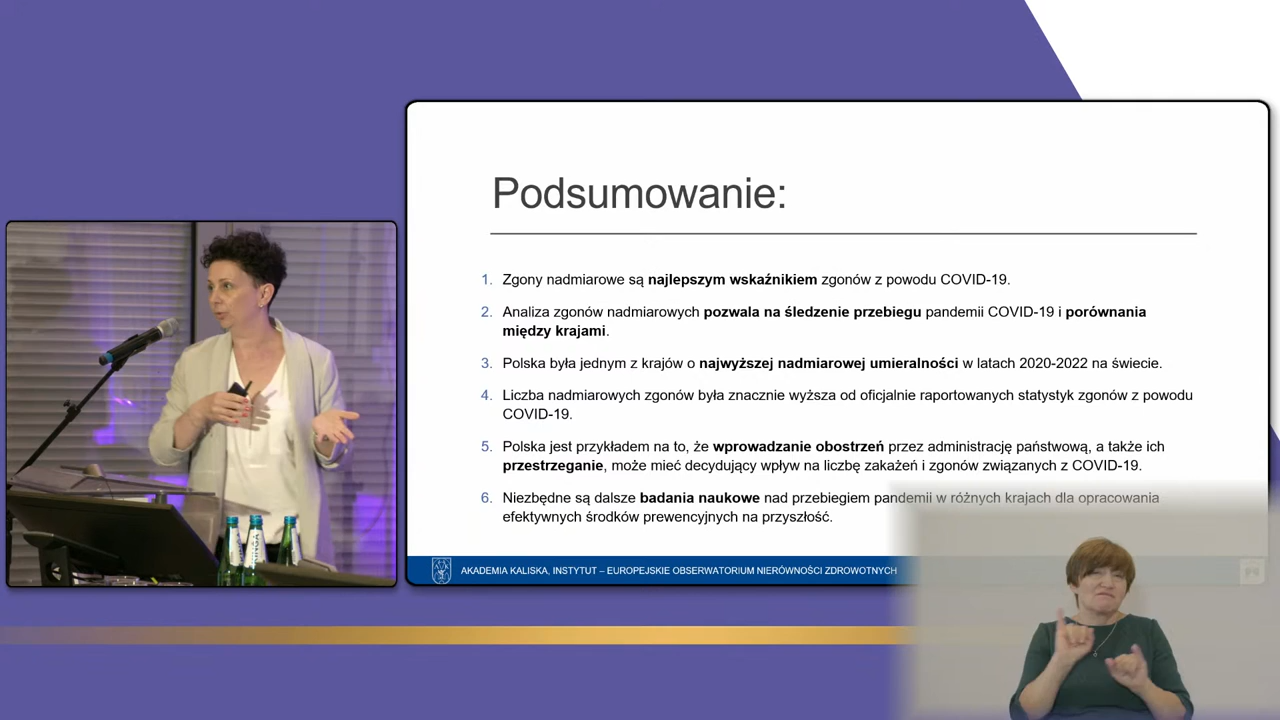 Podsumowanie:
1. Zgony nadmiarowe są najlepszym wskaźnikiem zgonów z powodu COVID-19.
2. Analiza zgonów nadmiarowych pozwala na śledzenie przebiegu pandemii COVID-19 i porównania
między krajami.
3. Polska była jednym z krajów o najwyższej nadmiarowej umieralności w latach 2020-2022 na świecie.
4. Liczba nadmiarowych zgonów była znacznie wyższa od oficjalnie raportowanych statystyk zgonów z powodu
COVID-19.
5. Polska jest przykładem na to, że wprowadzanie obostrzeń przez administrację państwową, a także ich
przestrzeganie, może mieć decydujący wpływ na liczbę zakażeń i zgonów związanych z COVID-19.
6. Niezbędne są dalsze badania naukowe nad przebiegiem pandemii w różnych krajach dla opracowania
efektywnych środków prewencyjnych na przyszłość.
AKADEMIA KALISKA, INSTYTUT – EUROPEJSKIE OBSERWATORIUM NIERÓWNOŚCI ZDROWOTNYCH